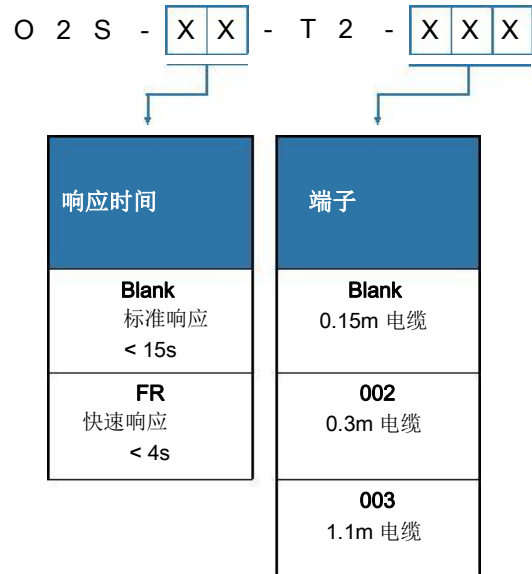 O 2 S - X X - T 2 - X X X
响应时间
Blank
标准响应
< 15s
FR
快速响应
< 4s
端子
Blank
0.15m 电缆
002
0.3m 电缆
003
1.1m 电缆